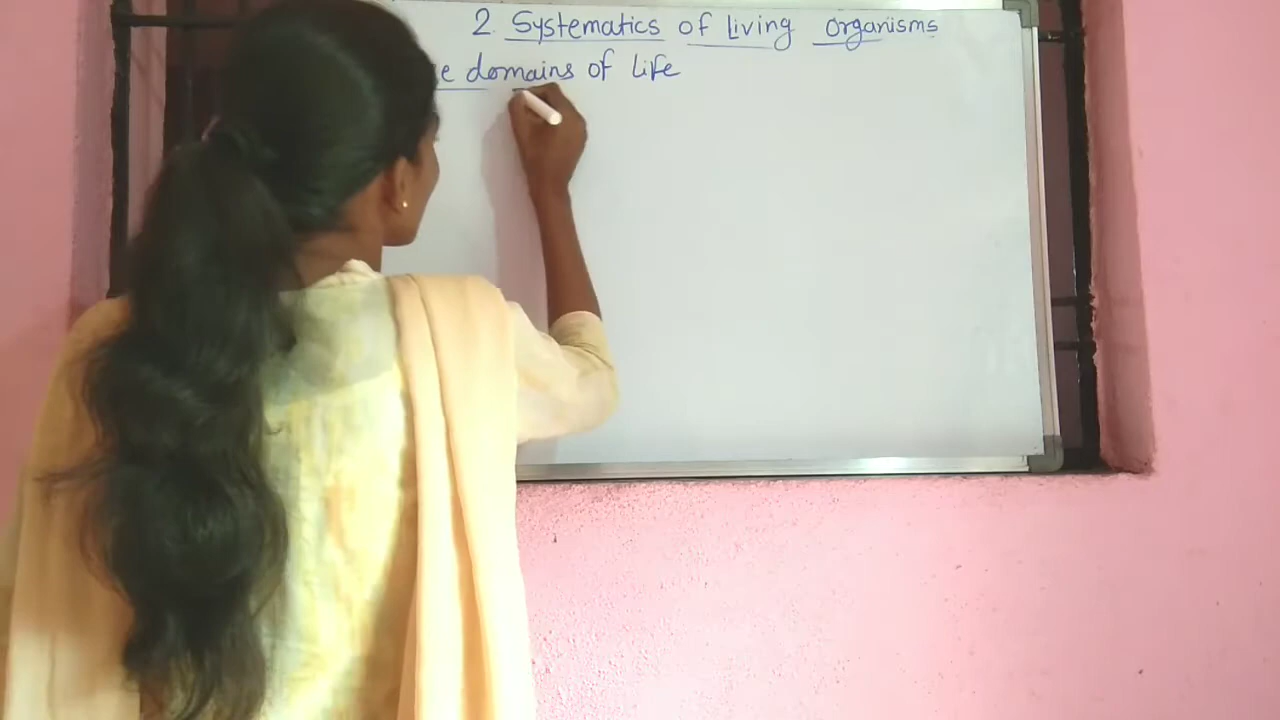 2. Systematics of Living Organisms
domains of Life